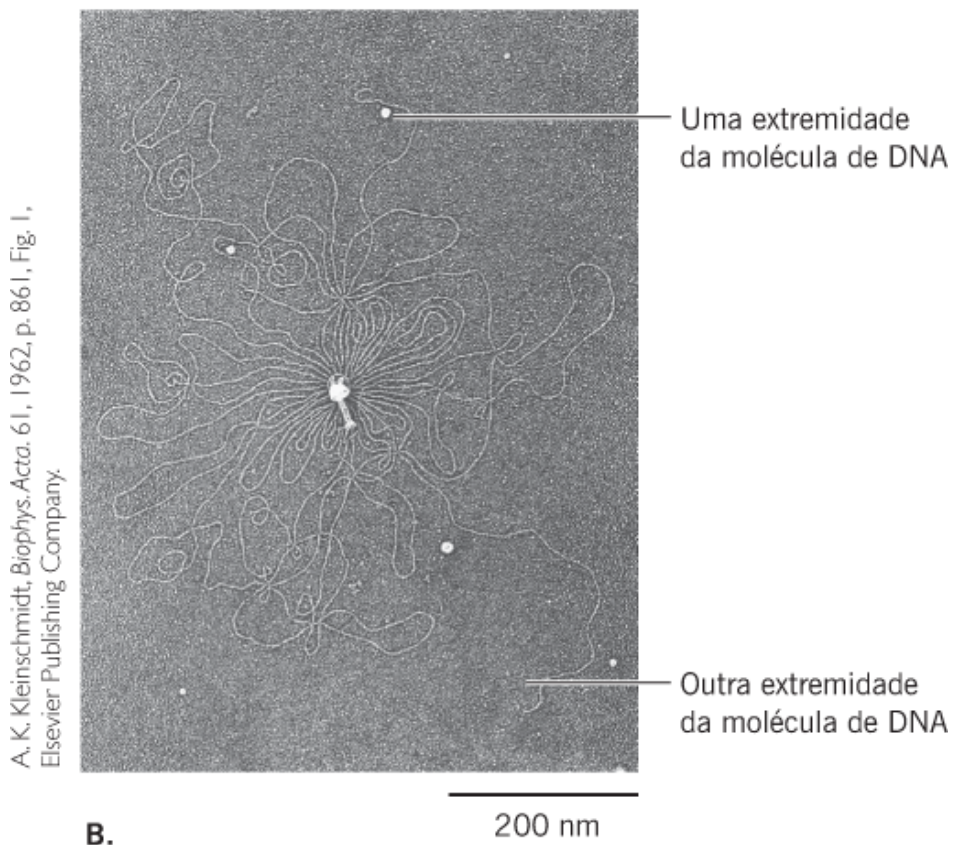 A. K. Kleinschmidt, Biophys. Acta. 61, 1962, p. 861, Fig, 1,
Elsevier Publishing Company.
Uma extremidade
da molécula de DNA
Outra extremidade
da molécula de DNA
200 nm
B.